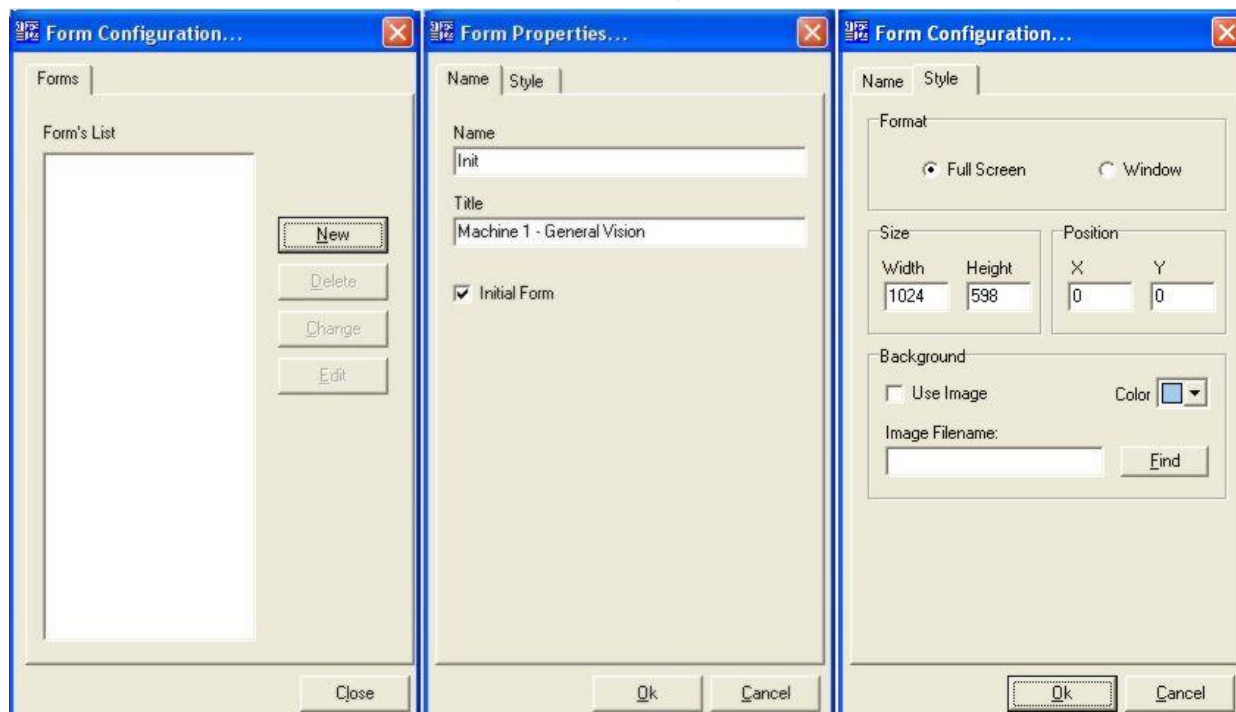 Form Configuration...
Forms
Form's List
New
Delete
Change
Edit
Close
Form Properties...
Name Style
Name
Init
Title
Machine 1 - General Vision
Initial Form
Ok Cancel
Form Configuration...
Name Style
Format
Full Screen Window
Size Position
Width Height X Y
1024 598 0 0
Background
Use Image Color
Image Filename:
Find
Ok Cancel